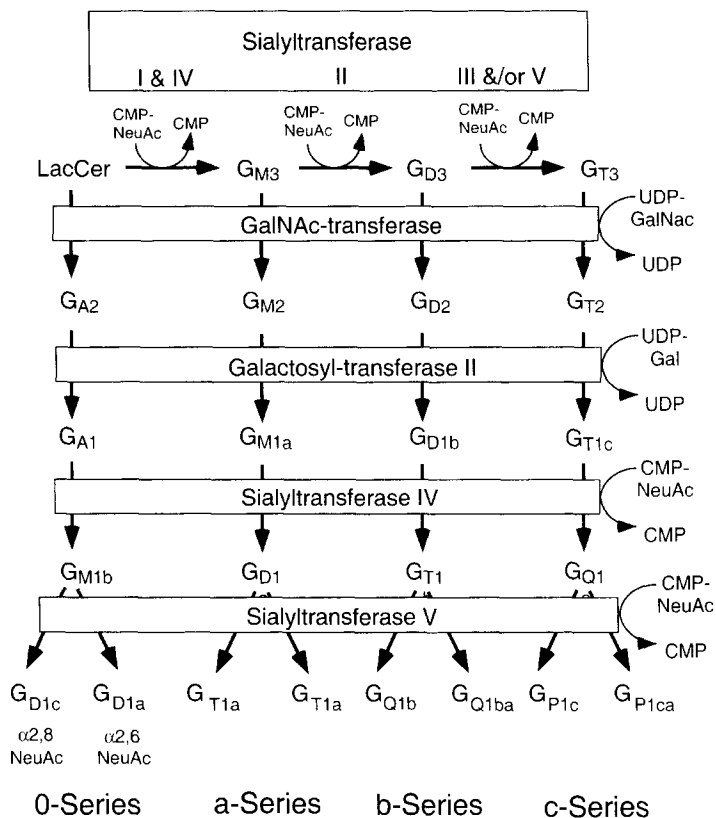 Sialyltransferase
I & IV II III &/or V
CMP-NeuAc CMP CMP-NeuAc CMP CMP-NeuAc CMP
LacCer GM3 GD3 GT3
UDP-GalNac
GalNAc-transferase
UDP
GA2 GM2 GD2 GT2
UDP-Gal
Galactosyl-transferase II
UDP
GA1 GM1a GD1b GT1c
CMP-NeuAc
Sialyltransferase IV
CMP
GM1b GD1 GT1 GQ1
CMP-NeuAc
Sialyltransferase V
CMP
GD1c GD1a GT1a GT1a GQ1b GQ1ba GP1c GP1ca
α2,8 α2,6
NeuAc NeuAc
0-Series a-Series b-Series c-Series